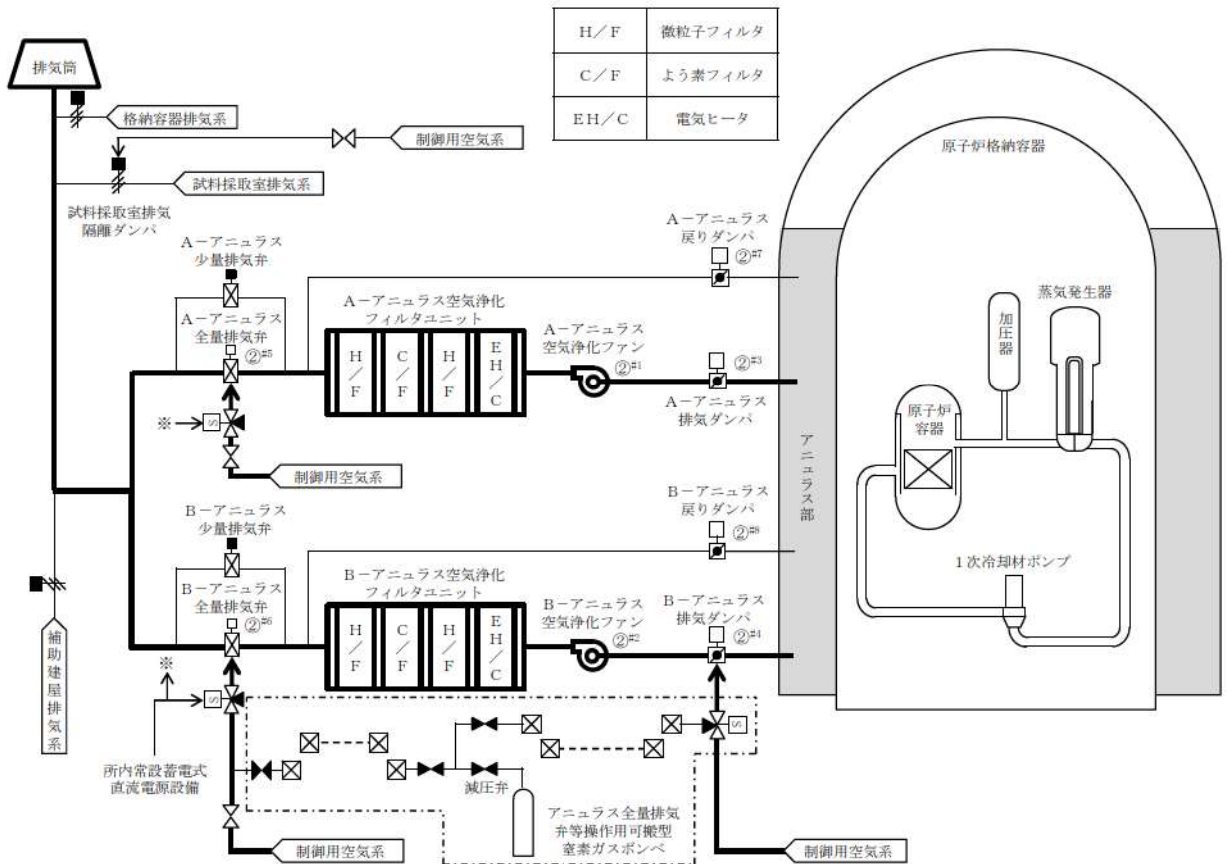 H／F 微粒子フィルタ
C／F よう素フィルタ
EH／C 電気ヒータ
排気筒
格納容器排気系
制御用空気系
試料採取室排気系
試料採取室排気
隔離ダンパ
原子炉格納容器
A－アニュラス
戻りダンパ
②#7
A－アニュラス
少量排気弁
A－アニュラス
全量排気弁
②#5
A－アニュラス空気浄化
フィルタユニット
H／F
C／F
H／F
EH／C
A－アニュラス
空気浄化ファン
②#1
②#3
A－アニュラス
排気ダンパ
※
S
制御用空気系
蒸気発生器
加圧器
原子炉
容器
アニュラス部
1次冷却材ポンプ
B－アニュラス
戻りダンパ
②#8
B－アニュラス
少量排気弁
B－アニュラス
全量排気弁
②#6
B－アニュラス空気浄化
フィルタユニット
H／F
C／F
H／F
EH／C
B－アニュラス
空気浄化ファン
②#2
B－アニュラス
排気ダンパ
②#4
補助建屋排気系
※
S
S
所内常設蓄電式
直流電源設備
減圧弁
アニュラス全量排気
弁等操作用可搬型
窒素ガスボンベ
制御用空気系
制御用空気系